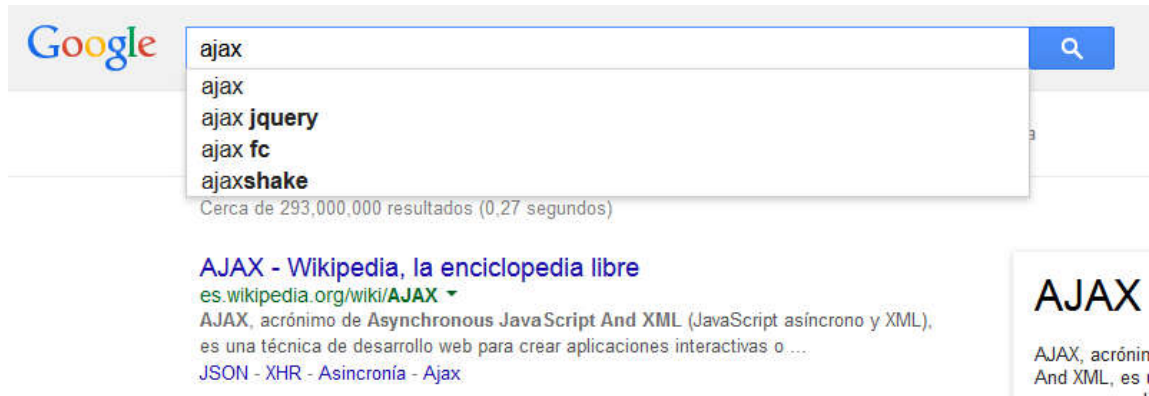 Google
ajax
ajax
ajax jquery
ajax fc
ajaxshake
a
Cerca de 293,000,000 resultados (0,27 segundos)
AJAX - Wikipedia, la enciclopedia libre
es.wikipedia.org/wiki/AJAX
AJAX, acrónimo de Asynchronous JavaScript And XML (JavaScript asíncrono y XML),
es una técnica de desarrollo web para crear aplicaciones interactivas o ...
JSON - XHR - Asincronía - Ajax
AJAX
AJAX, acrónim
And XML, es